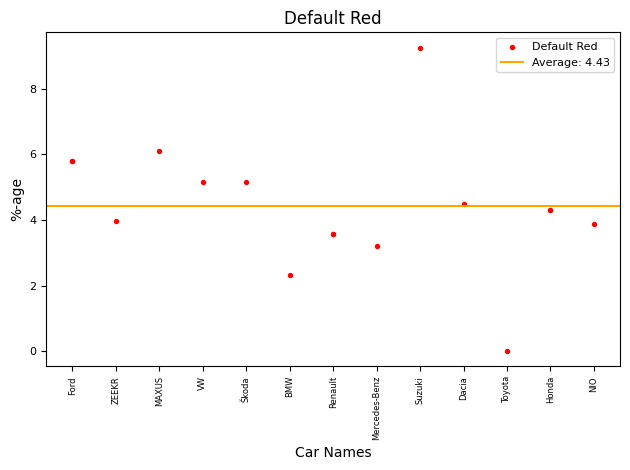 Default Red
Default Red
Average: 4.43
%-age
8
6
4
2
0
Ford
ZEEKR
MAXUS
VW
Škoda
BMW
Renault
Mercedes-Benz
Suzuki
Dacia
Toyota
Honda
NIO
Car Names